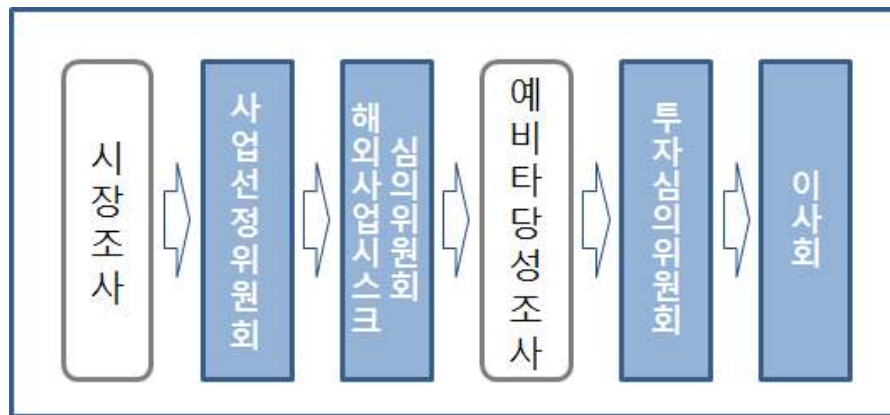 시장조사
사업선정위원회
해외사업시스크
심의위원회
예비타당성조사
투자심의위원회
이사회